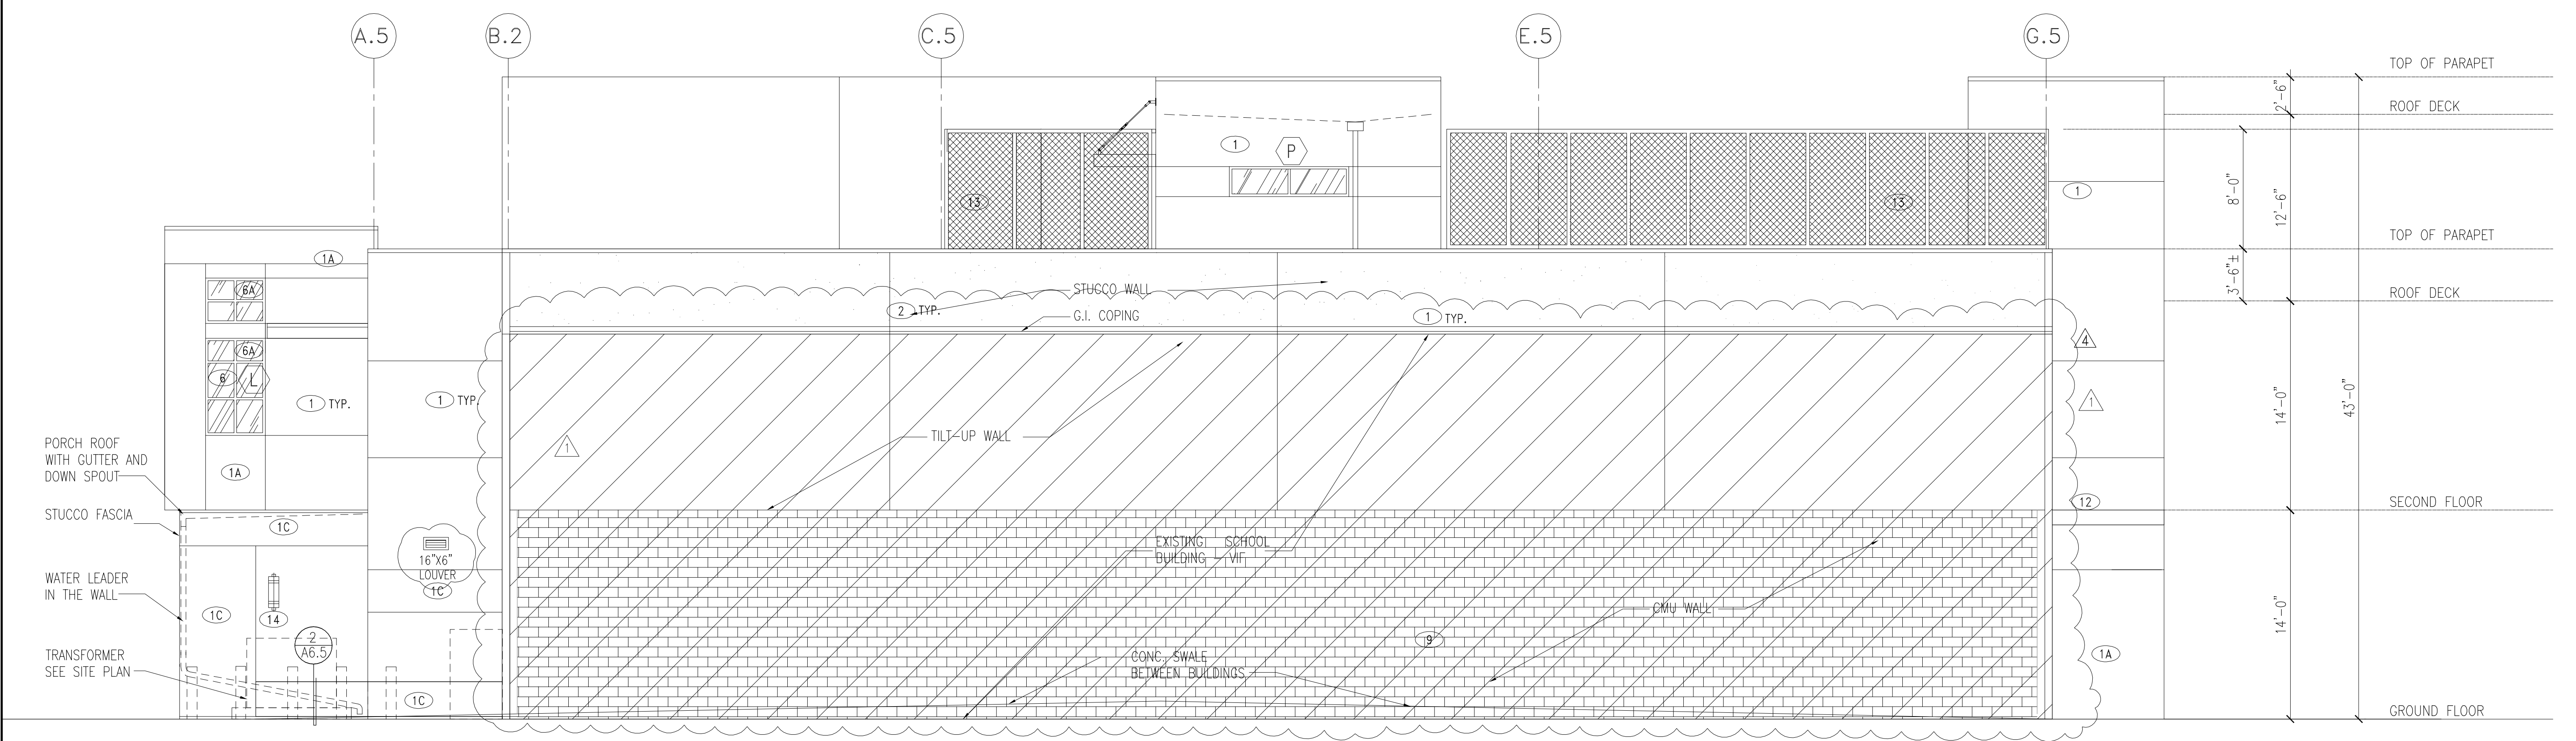 A.5
B.2
C.5
E.5
G.5
TOP OF PARAPET
2'-6"
ROOF DECK
1
P
13
13
1
8'-0"
12'-6"
TOP OF PARAPET
1A
6A
STUCCO WALL
3'-6"±
ROOF DECK
2 TYP.
G.I. COPING
1 TYP.
4
6A
6
L
1 TYP.
1 TYP.
1
14'-0"
43'-0"
TILT-UP WALL
1
PORCH ROOF
WITH GUTTER AND
DOWN SPOUT
1A
STUCCO FASCIA
1C
12
SECOND FLOOR
EXISTING SCHOOL
BUILDING - VIF
16"X6"
LOUVER
1C
WATER LEADER
IN THE WALL
1C
14
CMU WALL
14'-0"
2
A6.5
9
TRANSFORMER
SEE SITE PLAN
CONC. SWALE
BETWEEN BUILDINGS
1A
1C
GROUND FLOOR